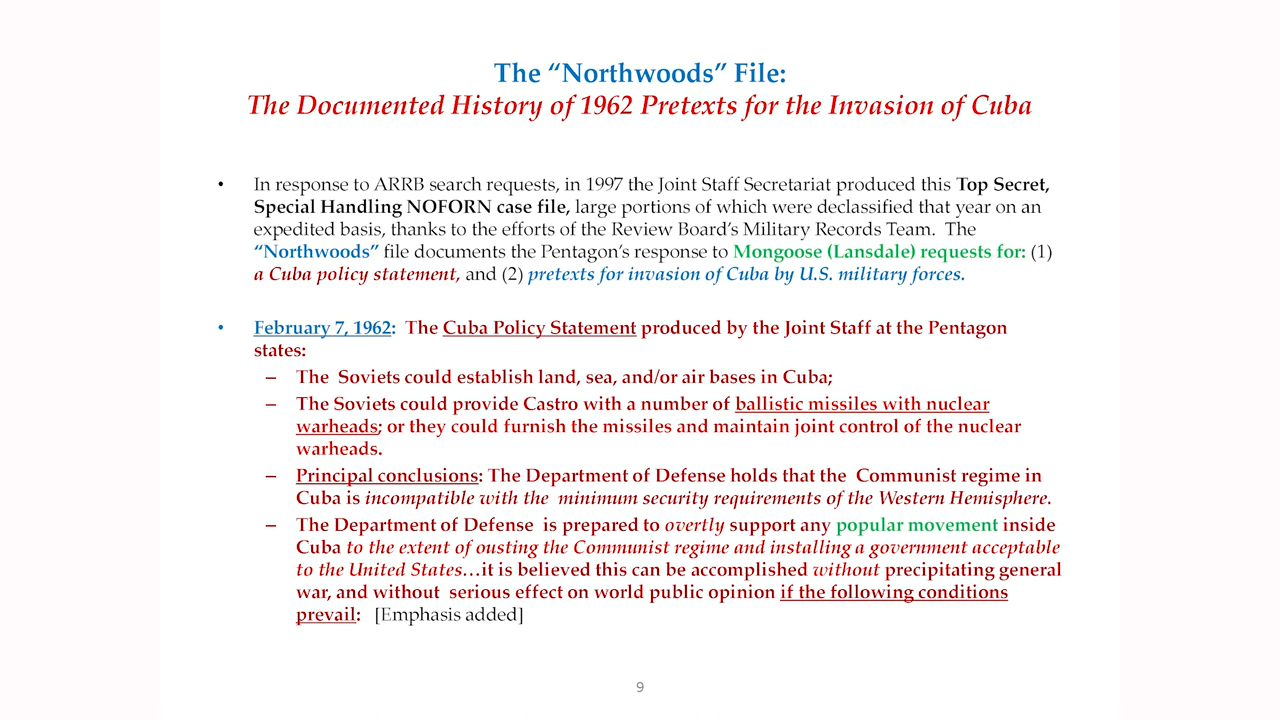 The “Northwoods” File:
The Documented History of 1962 Pretexts for the Invasion of Cuba
• In response to ARRB search requests, in 1997 the Joint Staff Secretariat produced this Top Secret,
Special Handling NOFORN case file, large portions of which were declassified that year on an
expedited basis, thanks to the efforts of the Review Board’s Military Records Team.  The
“Northwoods” file documents the Pentagon’s response to Mongoose (Lansdale) requests for: (1)
a Cuba policy statement, and (2) pretexts for invasion of Cuba by U.S. military forces.
• February 7, 1962:  The Cuba Policy Statement produced by the Joint Staff at the Pentagon
states:
– The  Soviets could establish land, sea, and/or air bases in Cuba;
– The Soviets could provide Castro with a number of ballistic missiles with nuclear
warheads; or they could furnish the missiles and maintain joint control of the nuclear
warheads.
– Principal conclusions: The Department of Defense holds that the  Communist regime in
Cuba is incompatible with the  minimum security requirements of the Western Hemisphere.
– The Department of Defense  is prepared to overtly support any popular movement inside
Cuba to the extent of ousting the Communist regime and installing a government acceptable
to the United States…it is believed this can be accomplished without precipitating general
war, and without  serious effect on world public opinion if the following conditions
prevail:   [Emphasis added]
9